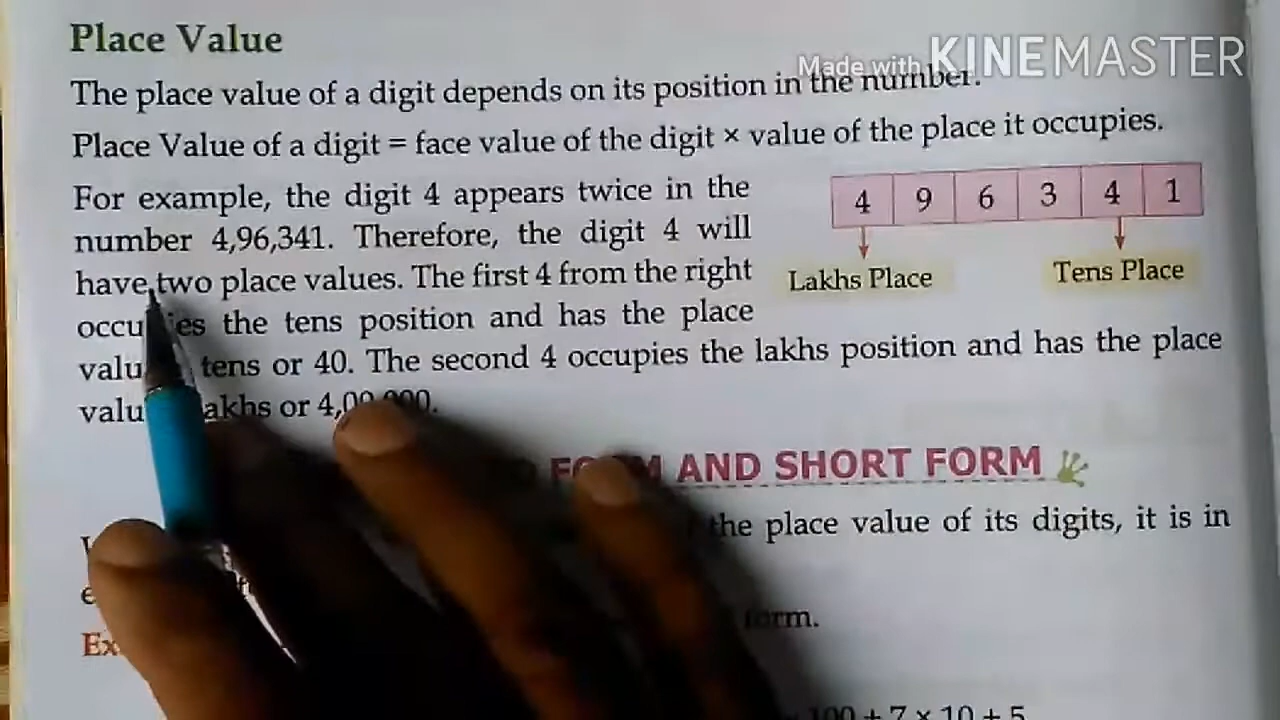 Place Value
Made with KINEMASTER
The place value of a digit depends on its position in the number.
Place Value of a digit = face value of the digit × value of the place it occupies.
For example, the digit 4 appears twice in the
number 4,96,341. Therefore, the digit 4 will
have two place values. The first 4 from the right
the tens position and has the place
tens or 40. The second 4 occupies the lakhs position and has the place
or
4 9 6 3 4 1
Lakhs Place Tens Place
AND SHORT FORM
the place value of its digits, it is in
100 + 7 × 10 + 5